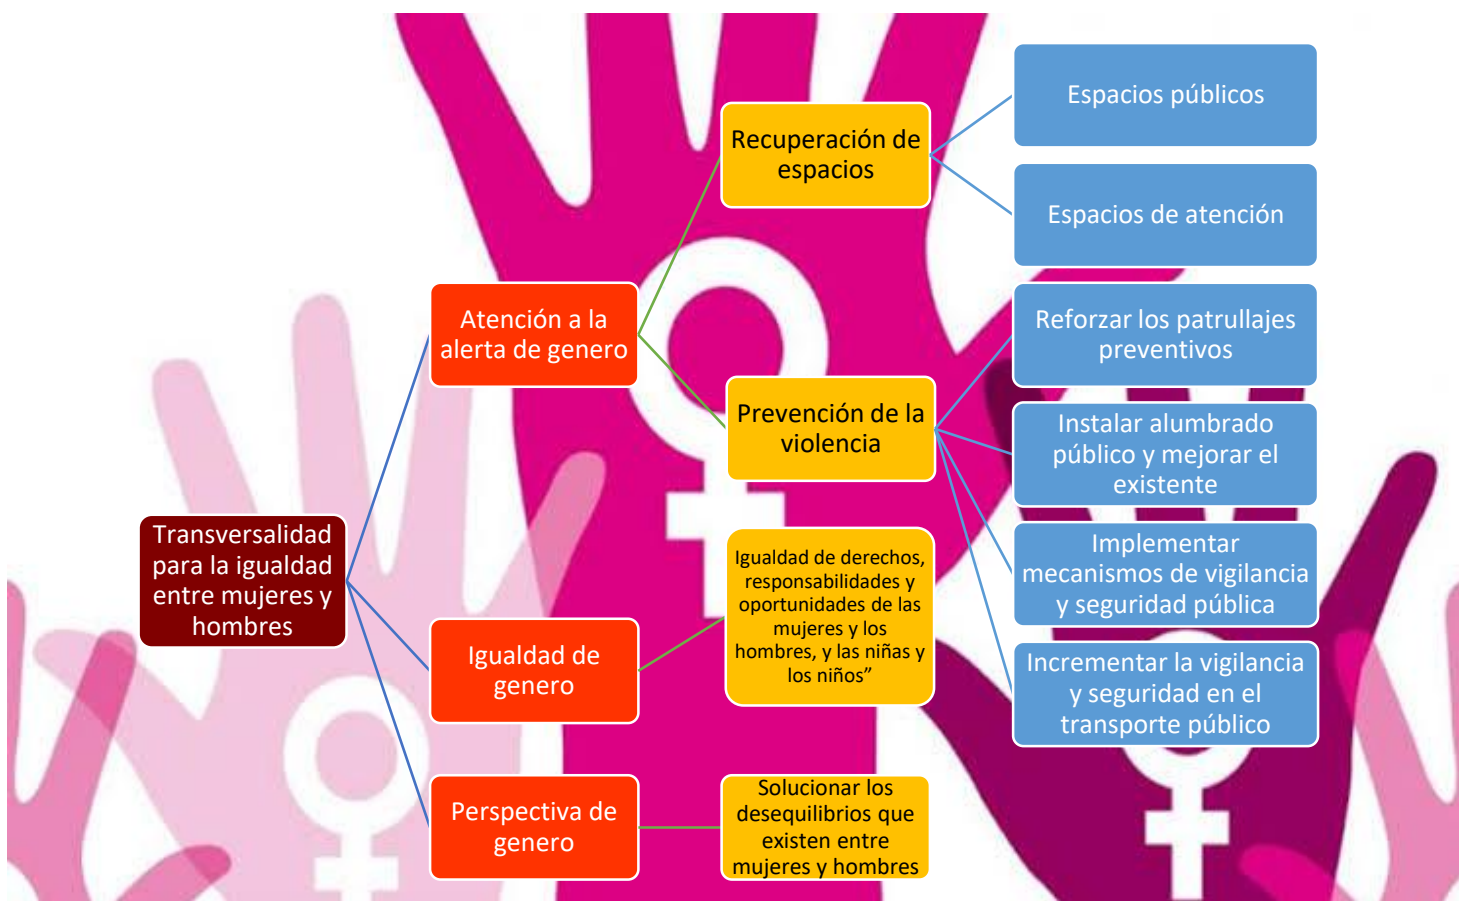 Transversalidad
para la igualdad
entre mujeres y
hombres
Atención a la
alerta de genero
Recuperación de
espacios
Espacios públicos
Espacios de atención
Prevención de la
violencia
Reforzar los patrullajes
preventivos
Instalar alumbrado
público y mejorar el
existente
Implementar
mecanismos de vigilancia
y seguridad pública
Incrementar la vigilancia
y seguridad en el
transporte público
Igualdad de
genero
Igualdad de derechos,
responsabilidades y
oportunidades de las
mujeres y los
hombres, y las niñas y
los niños”
Perspectiva de
genero
Solucionar los
desequilibrios que
existen entre
mujeres y hombres